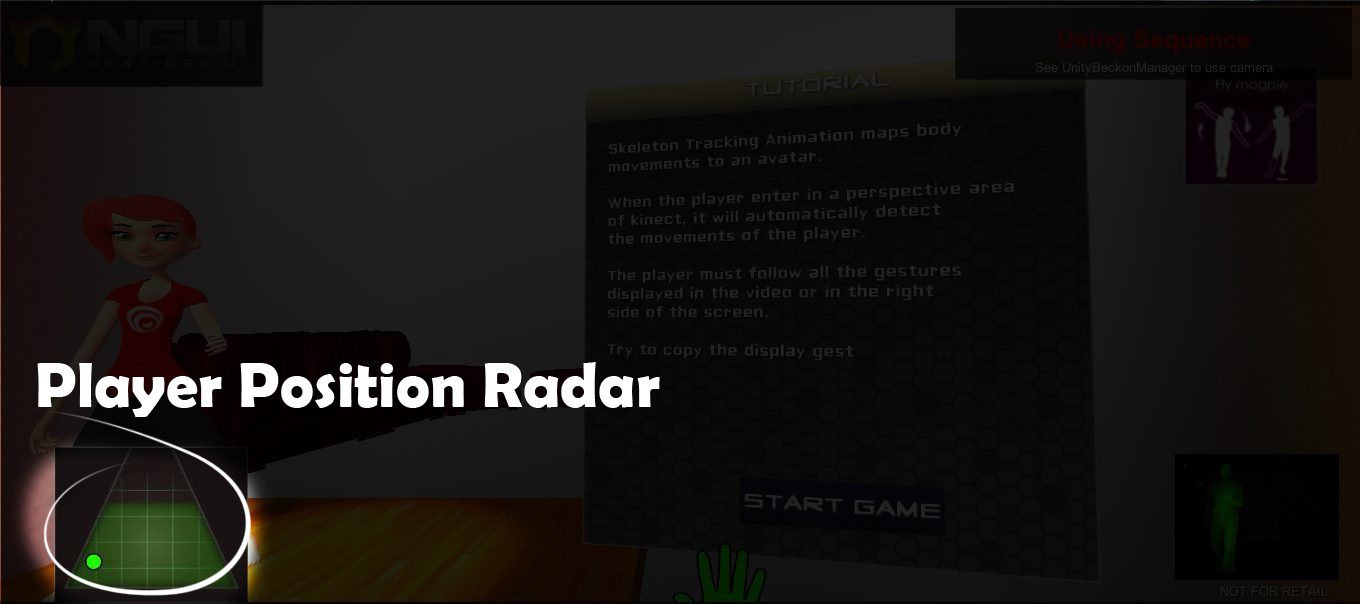 NGUI
NEXT-GEN UI
Using Sequence
See UnityBeckonManager to use camera
Fly magpie
TUTORIAL
Skeleton Tracking Animation maps body
movements to an avatar.
When the player enter in a perspective area
of kinect, it will automatically detect
the movements of the player.
The player must follow all the gestures
displayed in the video or in the right
side of the screen.
Try to copy the display gest
Player Position Radar
START GAME
NOT FOR RETAIL